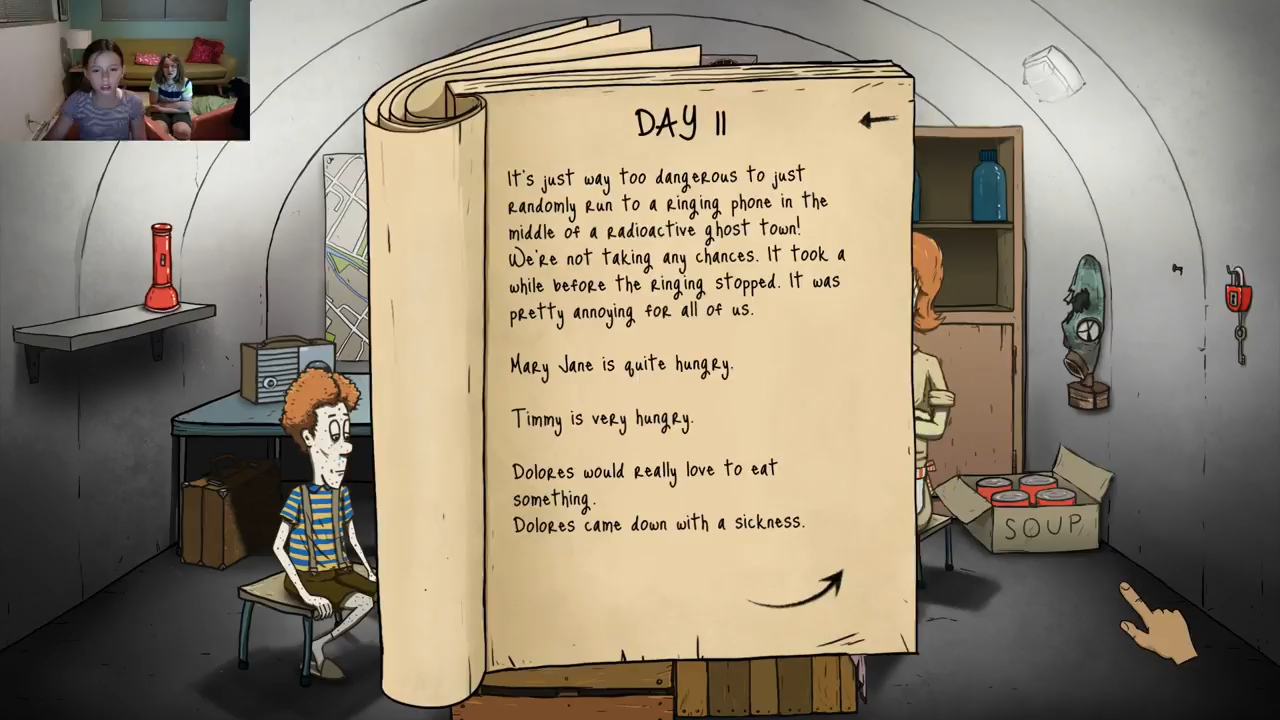 DAY 11
It's just way too dangerous to just
randomly run to a ringing phone in the
middle of a radioactive ghost town!
We're not taking any chances. It took a
while before the ringing stopped. It was
pretty annoying for all of us.
Mary Jane is quite hungry.
Timmy is very hungry.
Dolores would really love to eat
something.
Dolores came down with a sickness.
SOUP